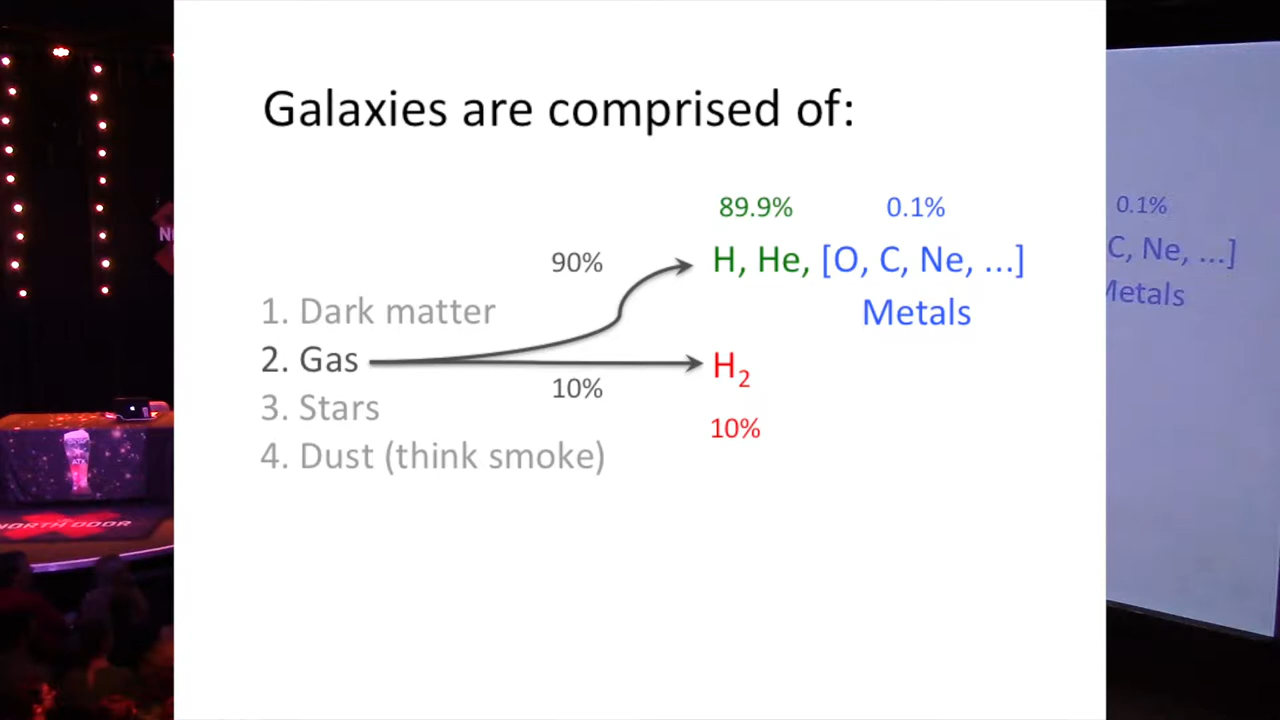 Galaxies are comprised of:
89.9% 0.1%
90%
H, He, [O, C, Ne, ...]
Metals
1. Dark matter
2. Gas
H₂
10%
10%
3. Stars
4. Dust (think smoke)
0.1%
C, Ne, ...]
Metals
ATX
NORTH DOOR